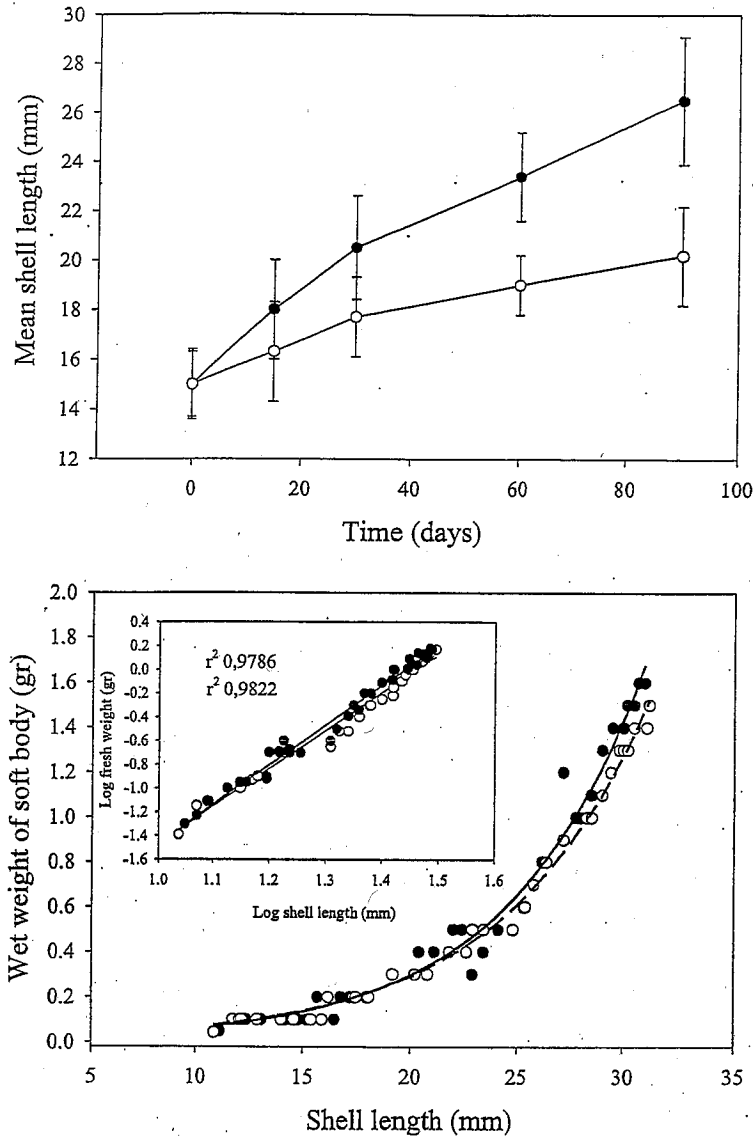 30
28
26
24
22
20
18
16
14
12
Mean shell length (mm)
0 20 40 60 80 100
Time (days)
2.0
1.8
1.6
1.4
1.2
1.0
0.8
0.6
0.4
0.2
0.0
Wet weight of soft body (gr)
0.4
0.2
0.0
-0.2
-0.4
-0.6
-0.8
-1.0
-1.2
-1.4
-1.6
Log fresh weight (gr)
r² 0,9786
r² 0,9822
1.0 1.1 1.2 1.3 1.4 1.5 1.6
Log shell length (mm)
5 10 15 20 25 30 35
Shell length (mm)